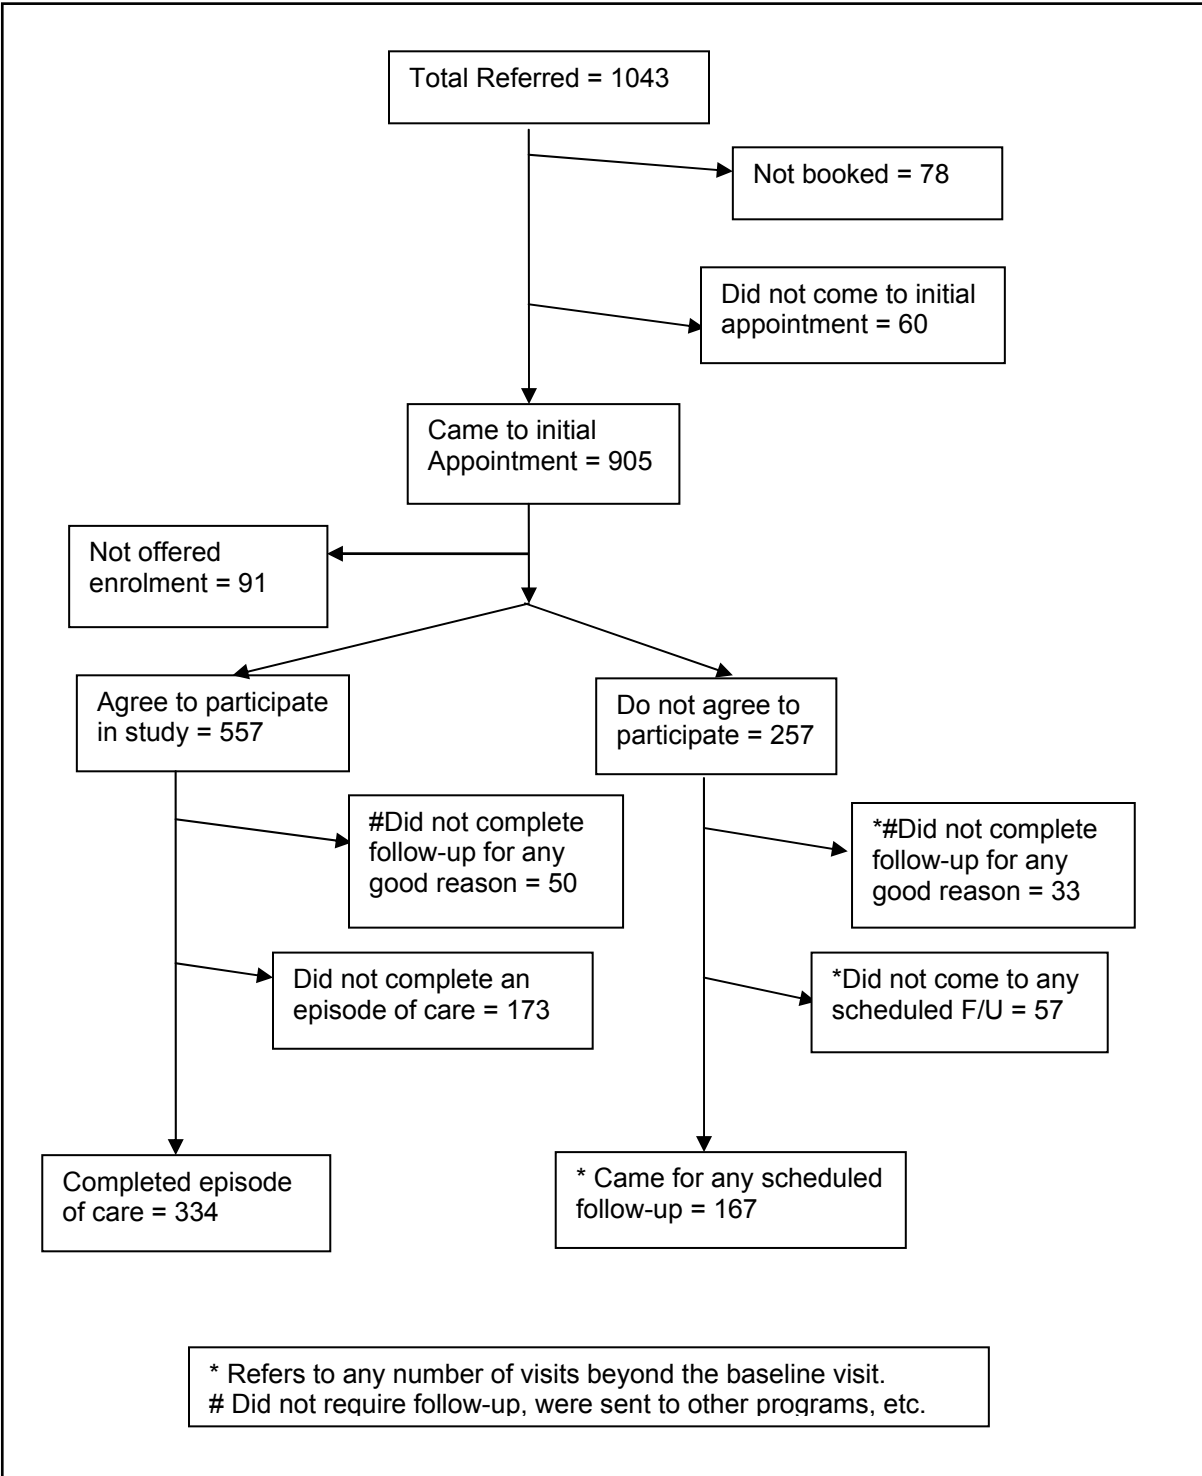 Total Referred = 1043
Not booked = 78
Did not come to initial
appointment = 60
Came to initial
Appointment = 905
Not offered
enrolment = 91
Agree to participate
in study = 557
Do not agree to
participate = 257
#Did not complete
follow-up for any
good reason = 50
*#Did not complete
follow-up for any
good reason = 33
Did not complete an
episode of care = 173
*Did not come to any
scheduled F/U = 57
Completed episode
of care = 334
* Came for any scheduled
follow-up = 167
* Refers to any number of visits beyond the baseline visit.
# Did not require follow-up, were sent to other programs, etc.